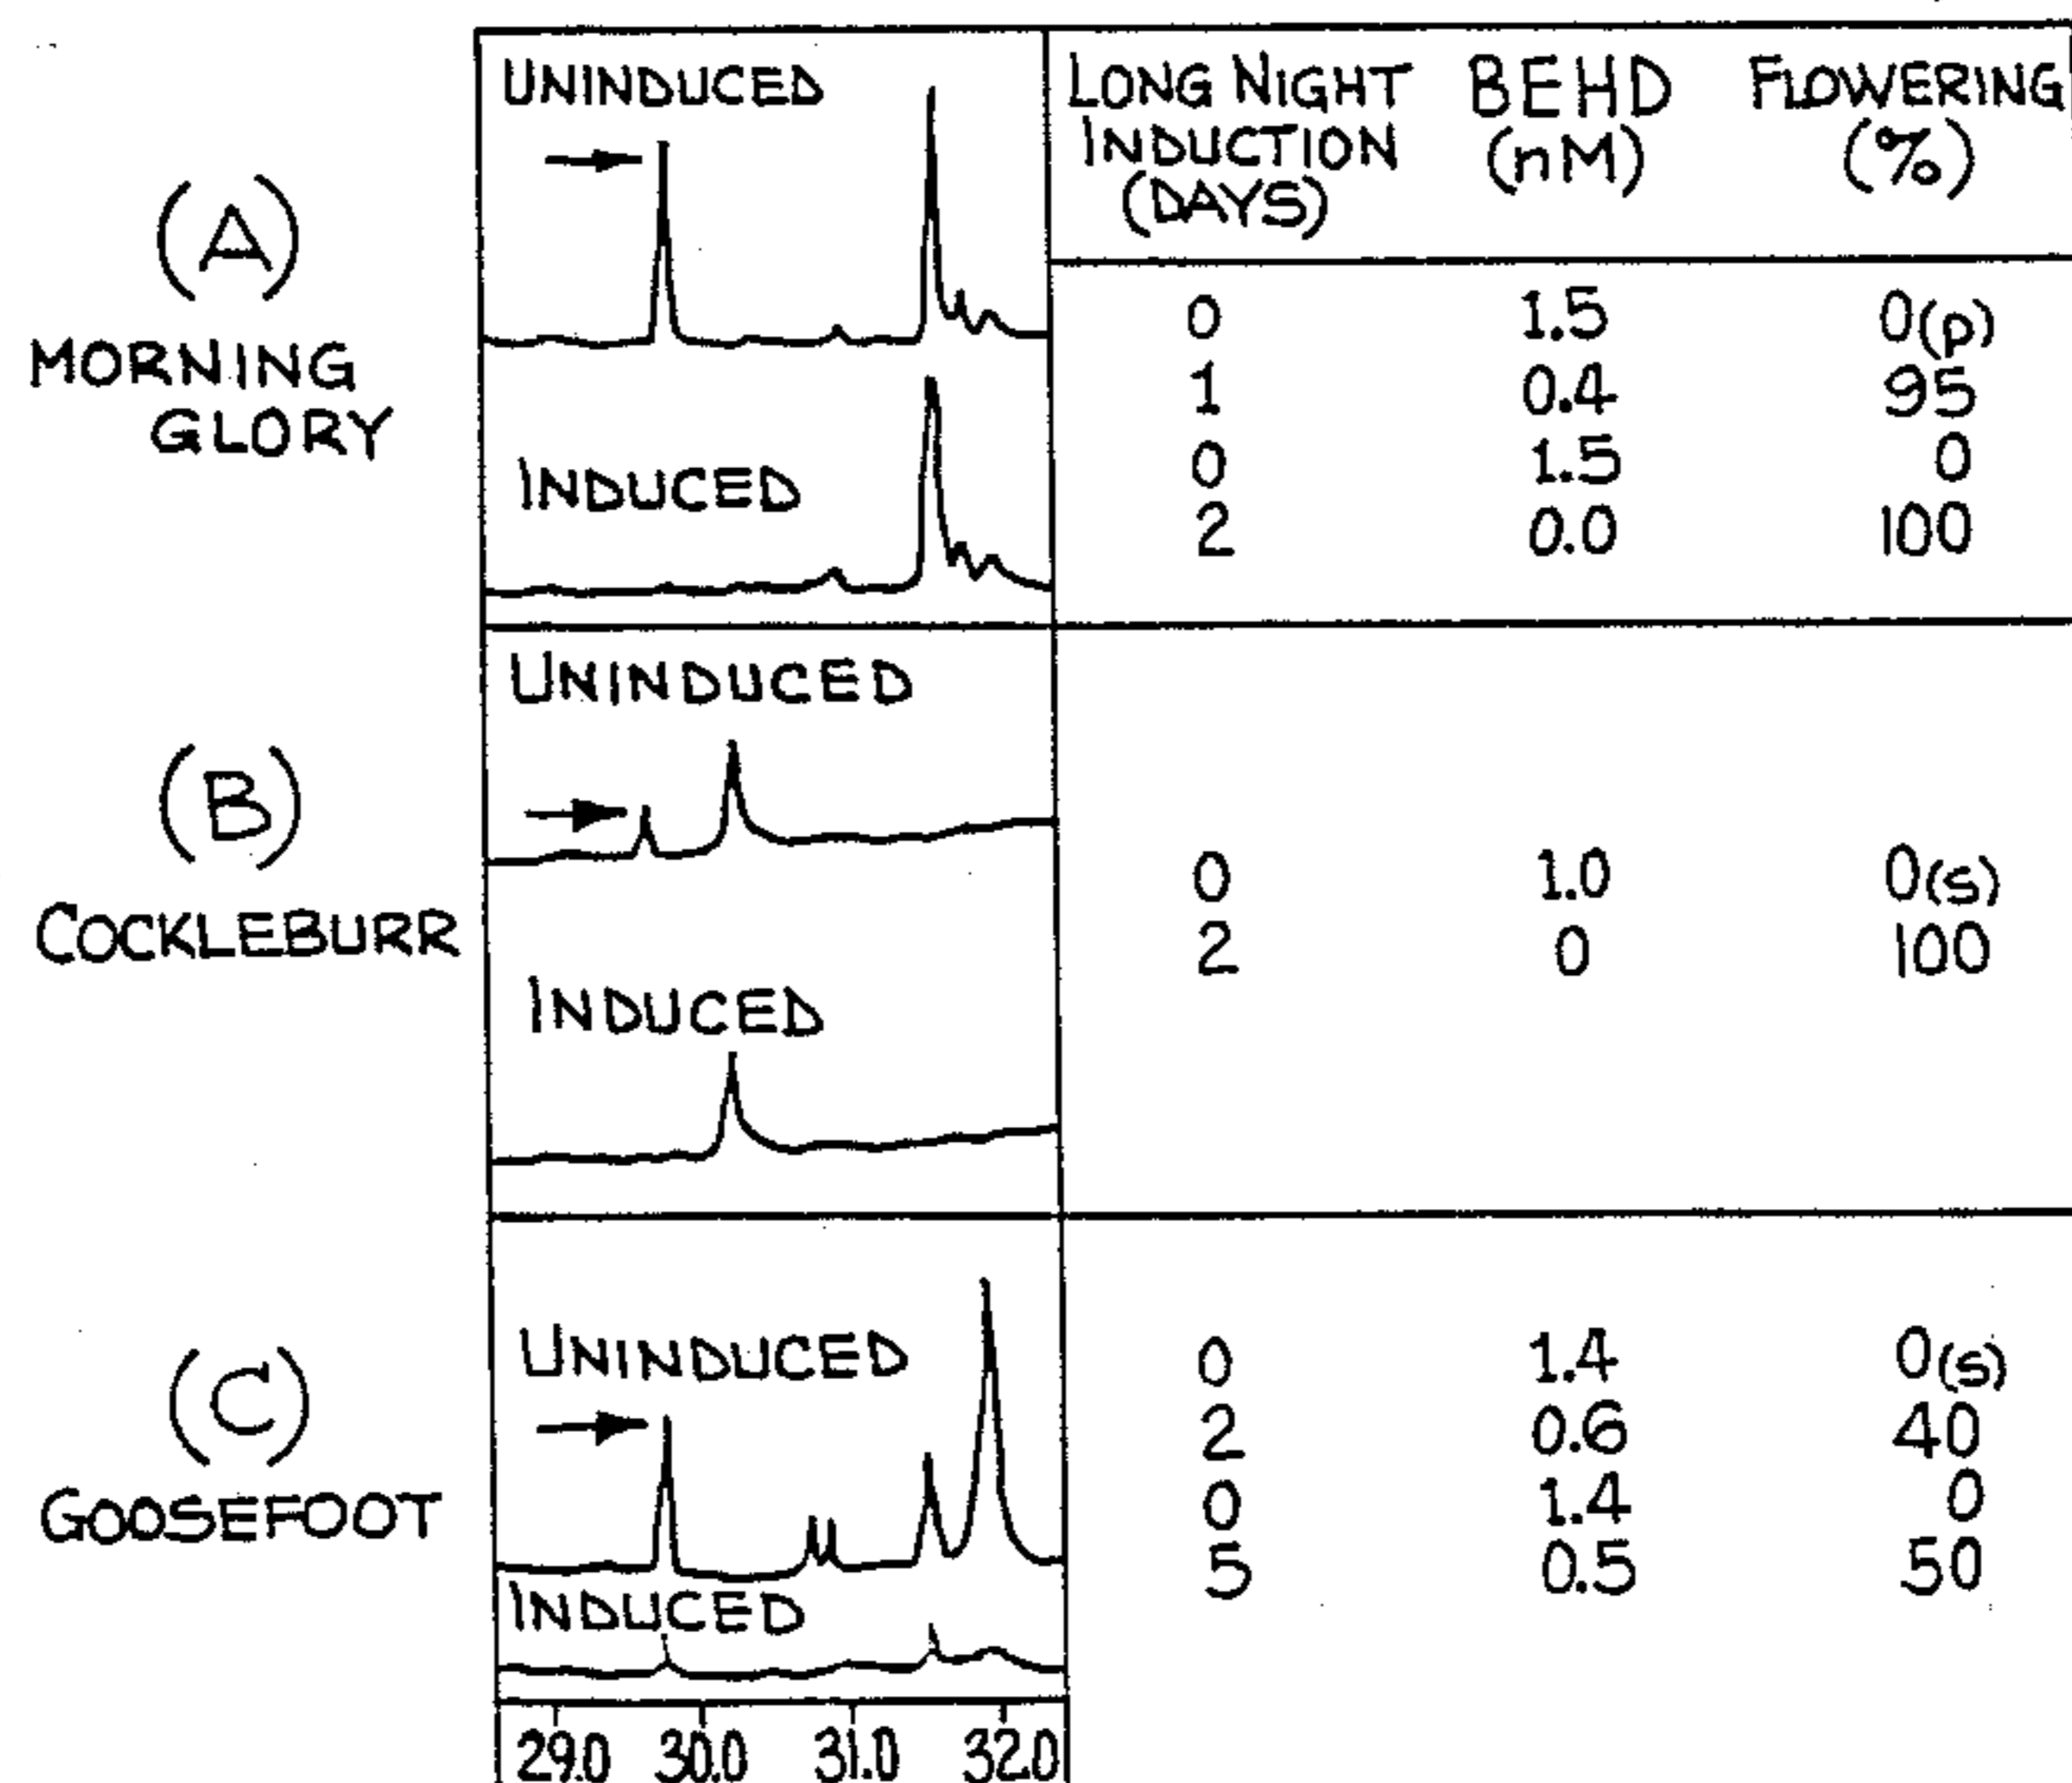 LONG NIGHT INDUCTION (DAYS) BEHD (nM) FLOWERING (%)
(A)
MORNING GLORY
UNINDUCED
INDUCED
0 1.5 0(p)
1 0.4 95
0 1.5 0
2 0.0 100
(B)
COCKLEBURR
UNINDUCED
INDUCED
0 1.0 0(s)
2 0 100
(C)
GOOSEFOOT
UNINDUCED
INDUCED
0 1.4 0(s)
2 0.6 40
0 1.4 0
5 0.5 50
29.0 30.0 31.0 32.0